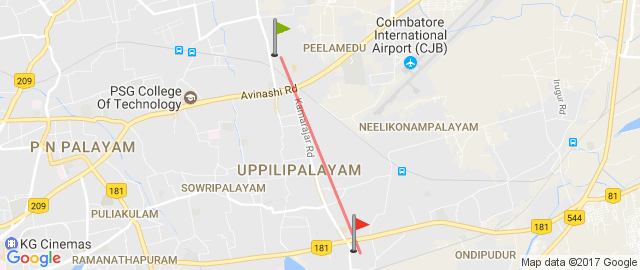 Coimbatore
International
Airport (CJB)
PEELAMEDU
209
PSG College
Of Technology
Avinashi Rd
Kamarajar Rd
Irugur Rd
NEELIKONAMPALAYAM
P N PALAYAM
UPPILIPALAYAM
181
SOWRIPALAYAM
209
PULIAKULAM
81
544
181
181
KG Cinemas
Google
RAMANATHAPURAM
ONDIPUDUR
Map data ©2017 Google